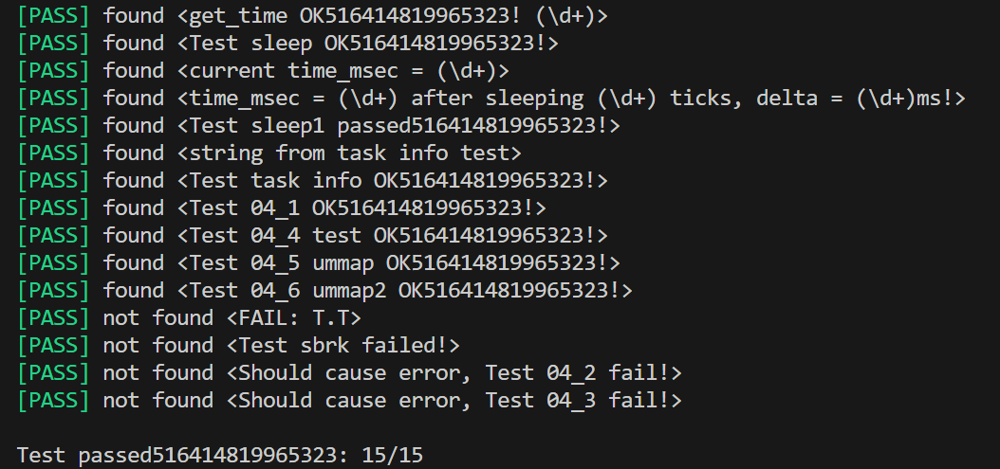 [PASS] found <get_time OK516414819965323! (\d+)>
[PASS] found <Test sleep OK516414819965323!>
[PASS] found <current time_msec = (\d+)>
[PASS] found <time_msec = (\d+) after sleeping (\d+) ticks, delta = (\d+)ms!>
[PASS] found <Test sleep1 passed516414819965323!>
[PASS] found <string from task info test>
[PASS] found <Test task info OK516414819965323!>
[PASS] found <Test 04_1 OK516414819965323!>
[PASS] found <Test 04_4 test OK516414819965323!>
[PASS] found <Test 04_5 ummap OK516414819965323!>
[PASS] found <Test 04_6 ummap2 OK516414819965323!>
[PASS] not found <FAIL: T.T>
[PASS] not found <Test sbrk failed!>
[PASS] not found <Should cause error, Test 04_2 fail!>
[PASS] not found <Should cause error, Test 04_3 fail!>
Test passed516414819965323: 15/15